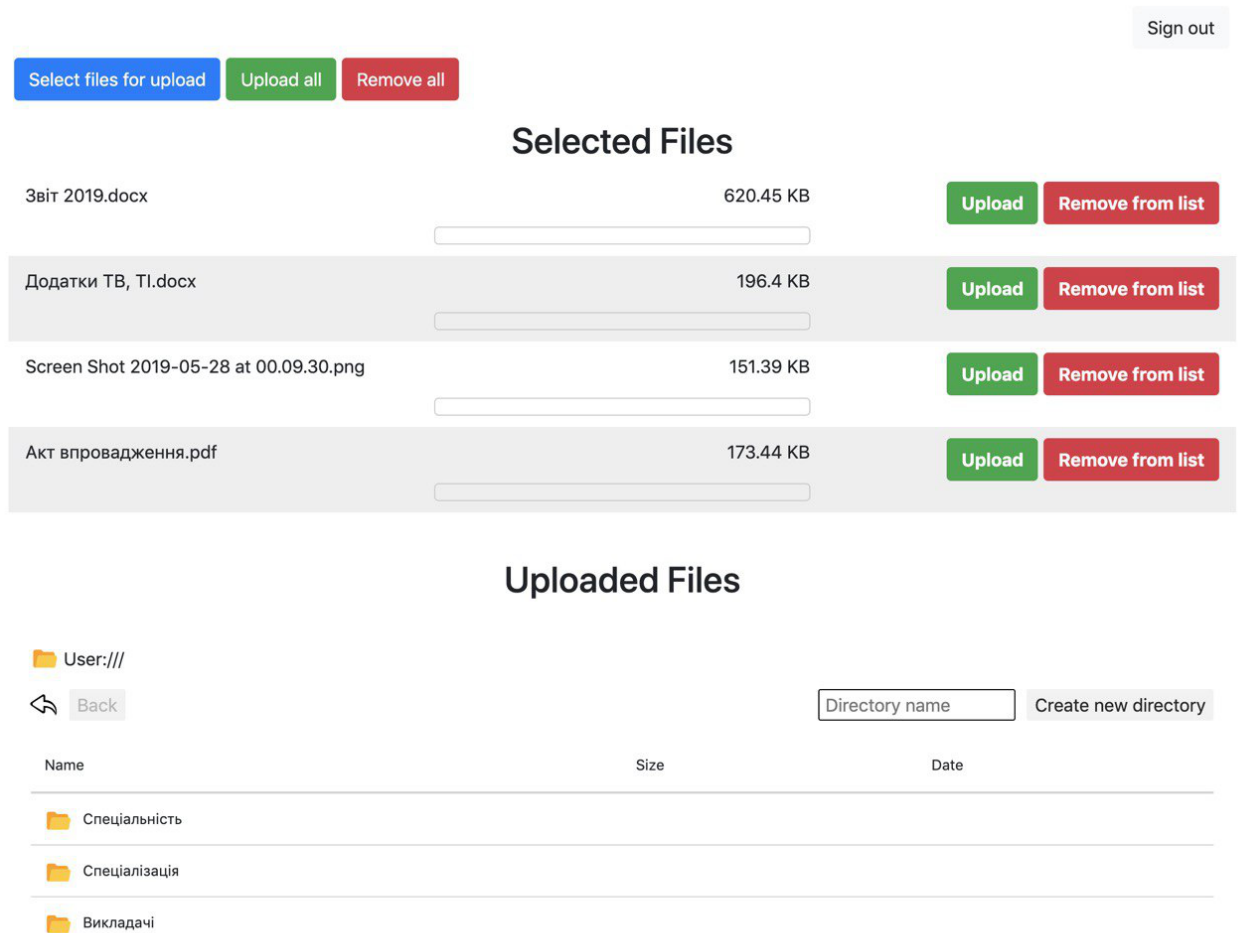 Sign out
Select files for upload Upload all Remove all
Selected Files
Звіт 2019.docx 620.45 KB Upload Remove from list
Додатки ТВ, ТІ.docx 196.4 KB Upload Remove from list
Screen Shot 2019-05-28 at 00.09.30.png 151.39 KB Upload Remove from list
Акт впровадження.pdf 173.44 KB Upload Remove from list
Uploaded Files
User:///
Back Directory name Create new directory
Name Size Date
Спеціальність
Спеціалізація
Викладачі